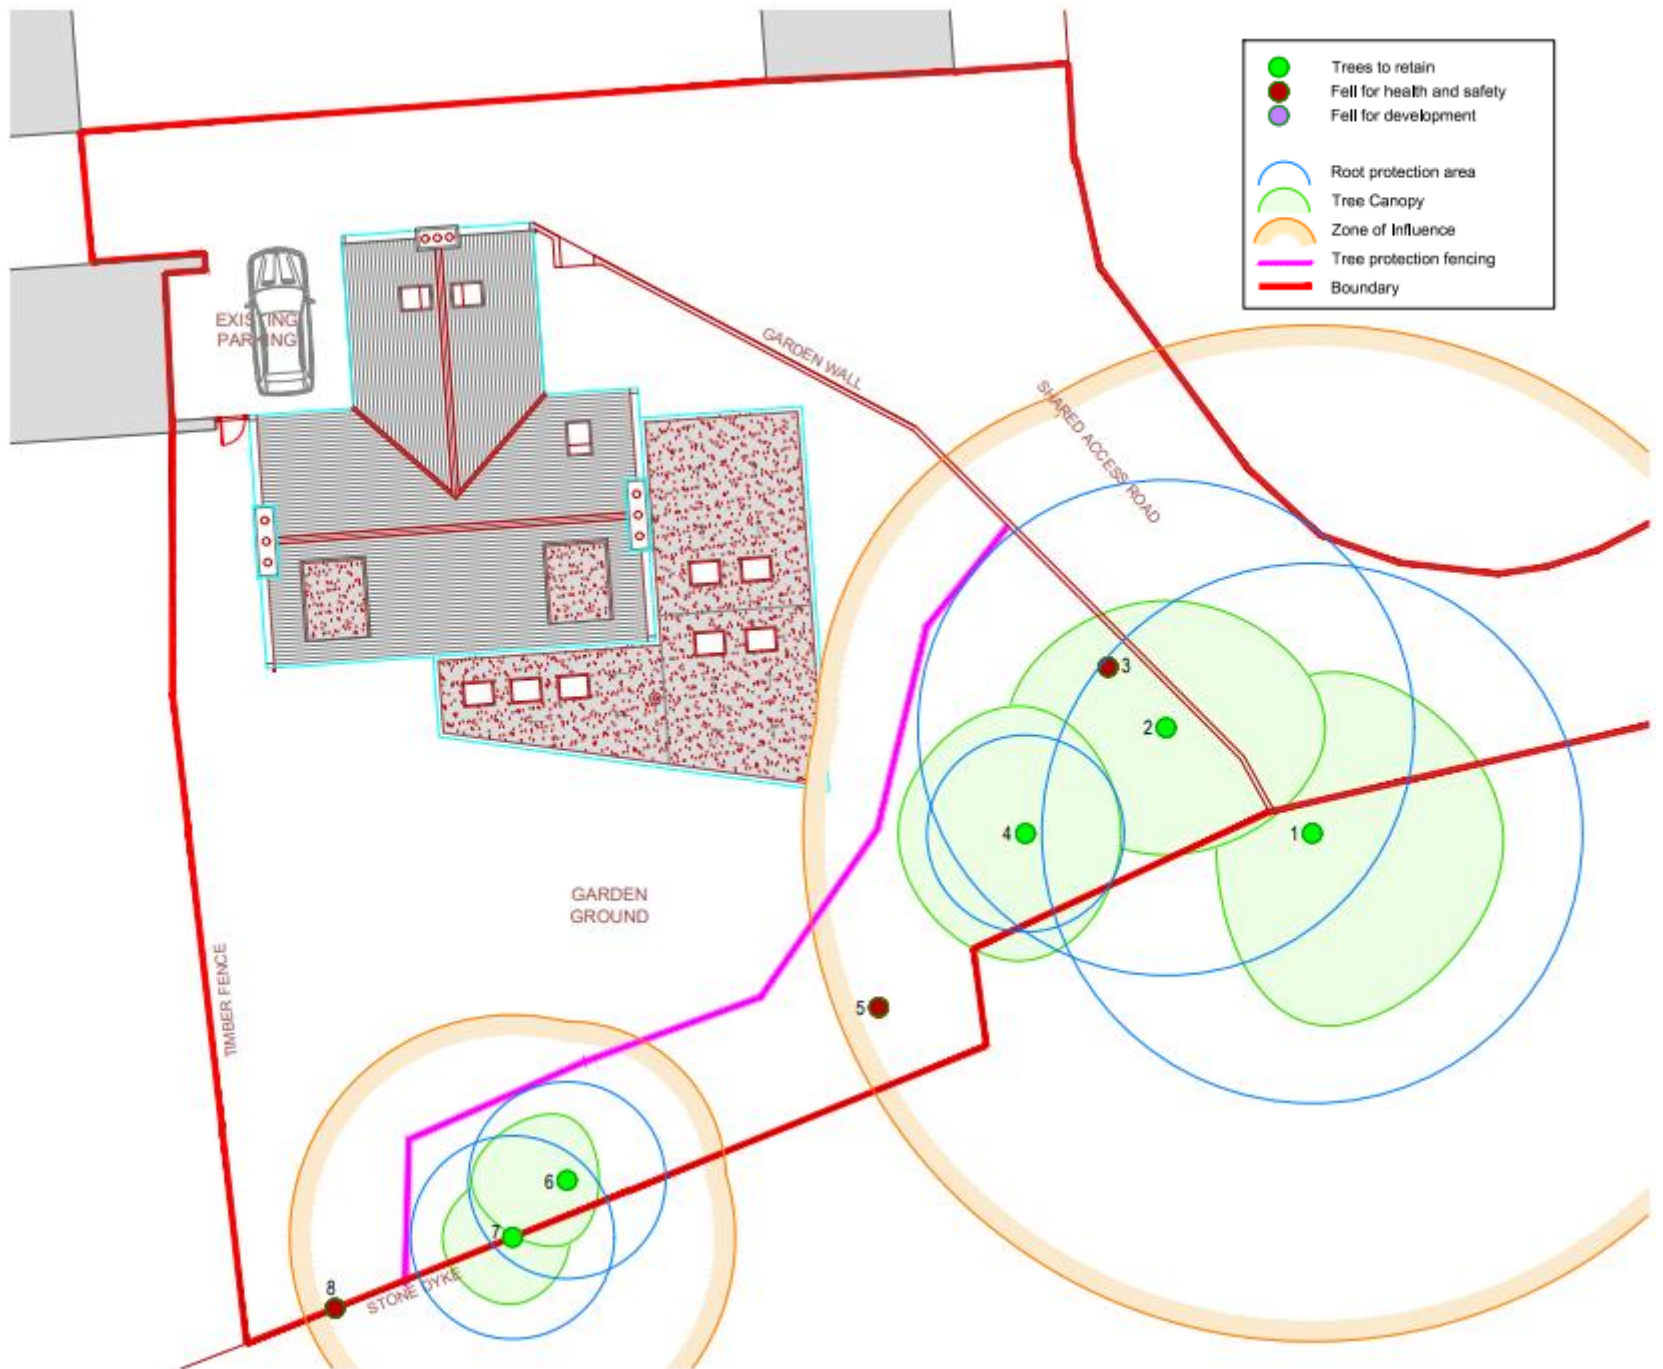 Trees to retain
Fell for health and safety
Fell for development
Root protection area
Tree Canopy
Zone of Influence
Tree protection fencing
Boundary
EXISTING
PARKING
GARDEN WALL
SHARED ACCESS ROAD
3
2
4
1
GARDEN
GROUND
TIMBER FENCE
5
6
7
8
STONE DYKE